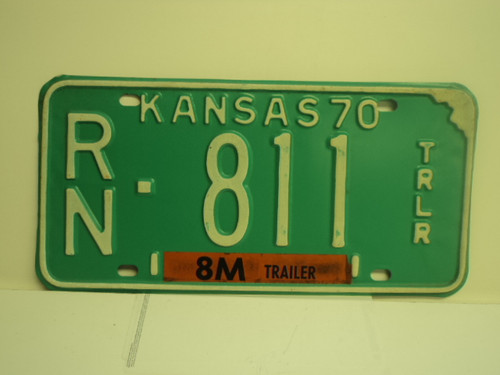 KANSAS 70
RN - 811
TRLR
8M TRAILER